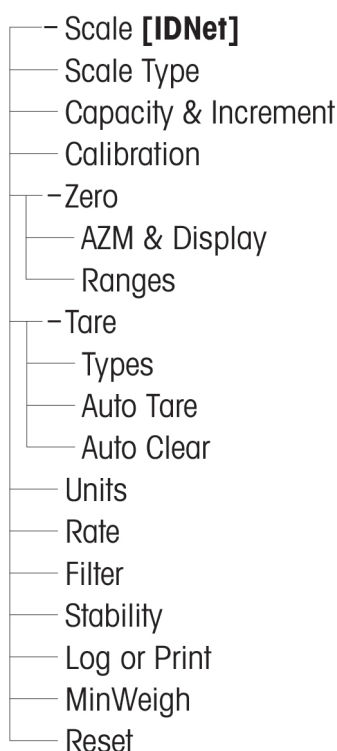 – Scale [IDNet]
Scale Type
Capacity & Increment
Calibration
–Zero
AZM & Display
Ranges
–Tare
Types
Auto Tare
Auto Clear
Units
Rate
Filter
Stability
Log or Print
MinWeigh
Reset